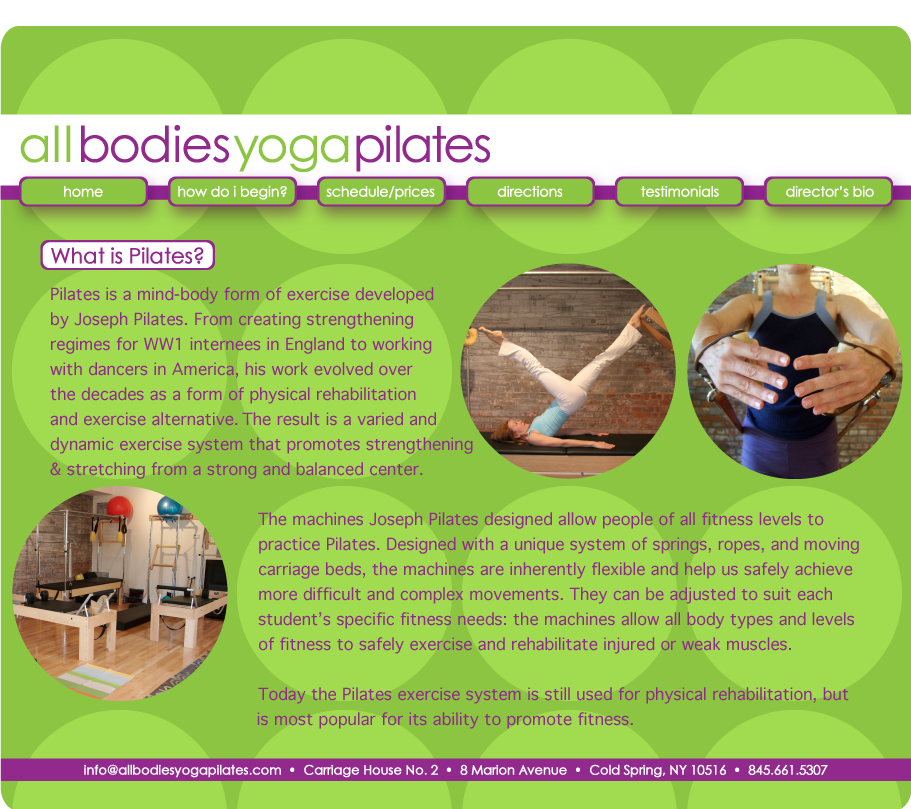 allbodiesyogapilates
home how do i begin? schedule/prices directions testimonials director's bio
What is Pilates?
Pilates is a mind-body form of exercise developed
by Joseph Pilates. From creating strengthening
regimes for WW1 internees in England to working
with dancers in America, his work evolved over
the decades as a form of physical rehabilitation
and exercise alternative. The result is a varied and
dynamic exercise system that promotes strengthening
& stretching from a strong and balanced center.
The machines Joseph Pilates designed allow people of all fitness levels to
practice Pilates. Designed with a unique system of springs, ropes, and moving
carriage beds, the machines are inherently flexible and help us safely achieve
more difficult and complex movements. They can be adjusted to suit each
student's specific fitness needs: the machines allow all body types and levels
of fitness to safely exercise and rehabilitate injured or weak muscles.
Today the Pilates exercise system is still used for physical rehabilitation, but
is most popular for its ability to promote fitness.
info@allbodiesyogapilates.com • Carriage House No. 2 • 8 Marion Avenue • Cold Spring, NY 10516 • 845.661.5307